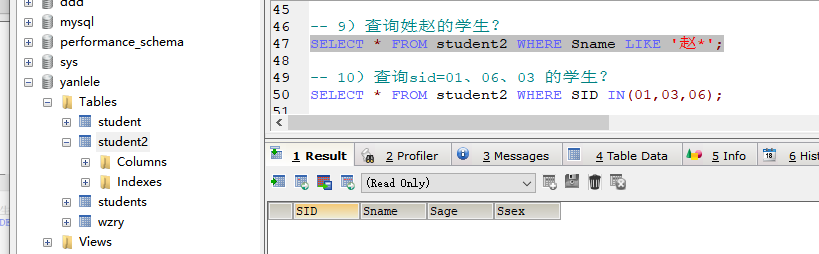 ddd
mysql
performance_schema
sys
yanlele
Tables
student
student2
Columns
Indexes
students
wzry
Views
45
46 -- 9）查询姓赵的学生?
47 SELECT * FROM student2 WHERE Sname LIKE '赵*';
48
49 -- 10）查询sid=01、06、03 的学生?
50 SELECT * FROM student2 WHERE SID IN(01,03,06);
51
1 Result
2 Profiler
3 Messages
4 Table Data
5 Info
6 Hist
(Read Only)
SID Sname Sage Ssex